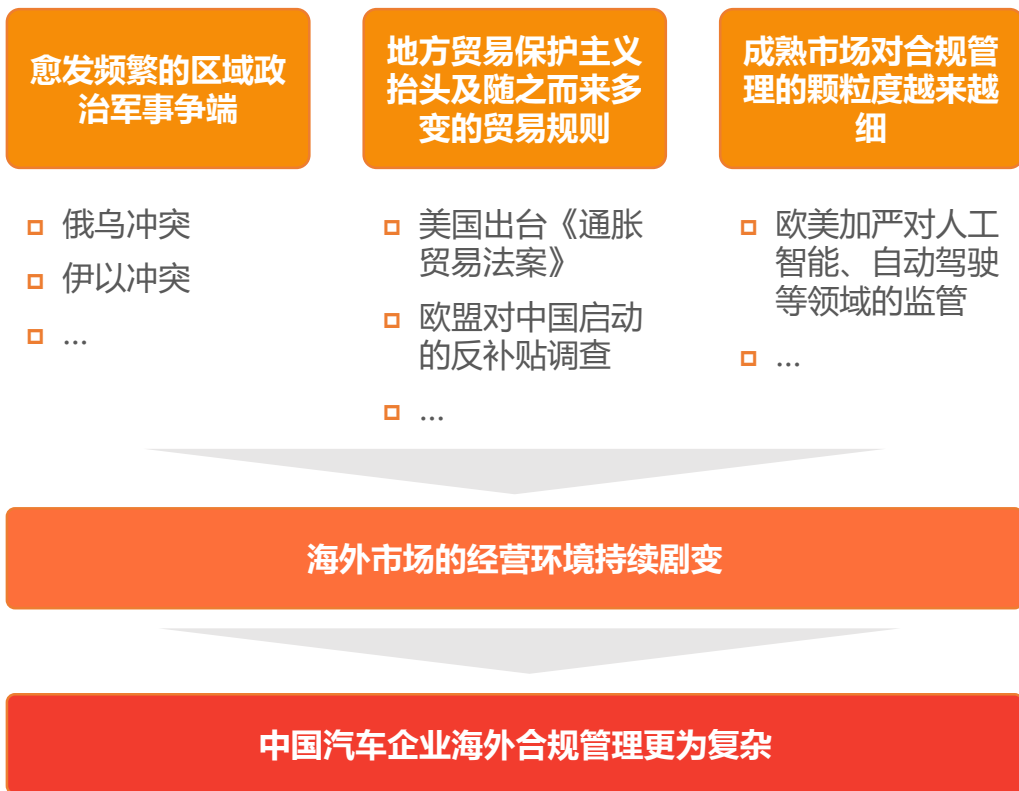 愈发频繁的区域政
治军事争端
地方贸易保护主义
抬头及随之而来多
变的贸易规则
成熟市场对合规管
理的颗粒度越来越
细
俄乌冲突
伊以冲突
...
美国出台《通胀
贸易法案》
欧盟对中国启动
的反补贴调查
...
欧美加严对人工
智能、自动驾驶
等领域的监管
...
海外市场的经营环境持续剧变
中国汽车企业海外合规管理更为复杂